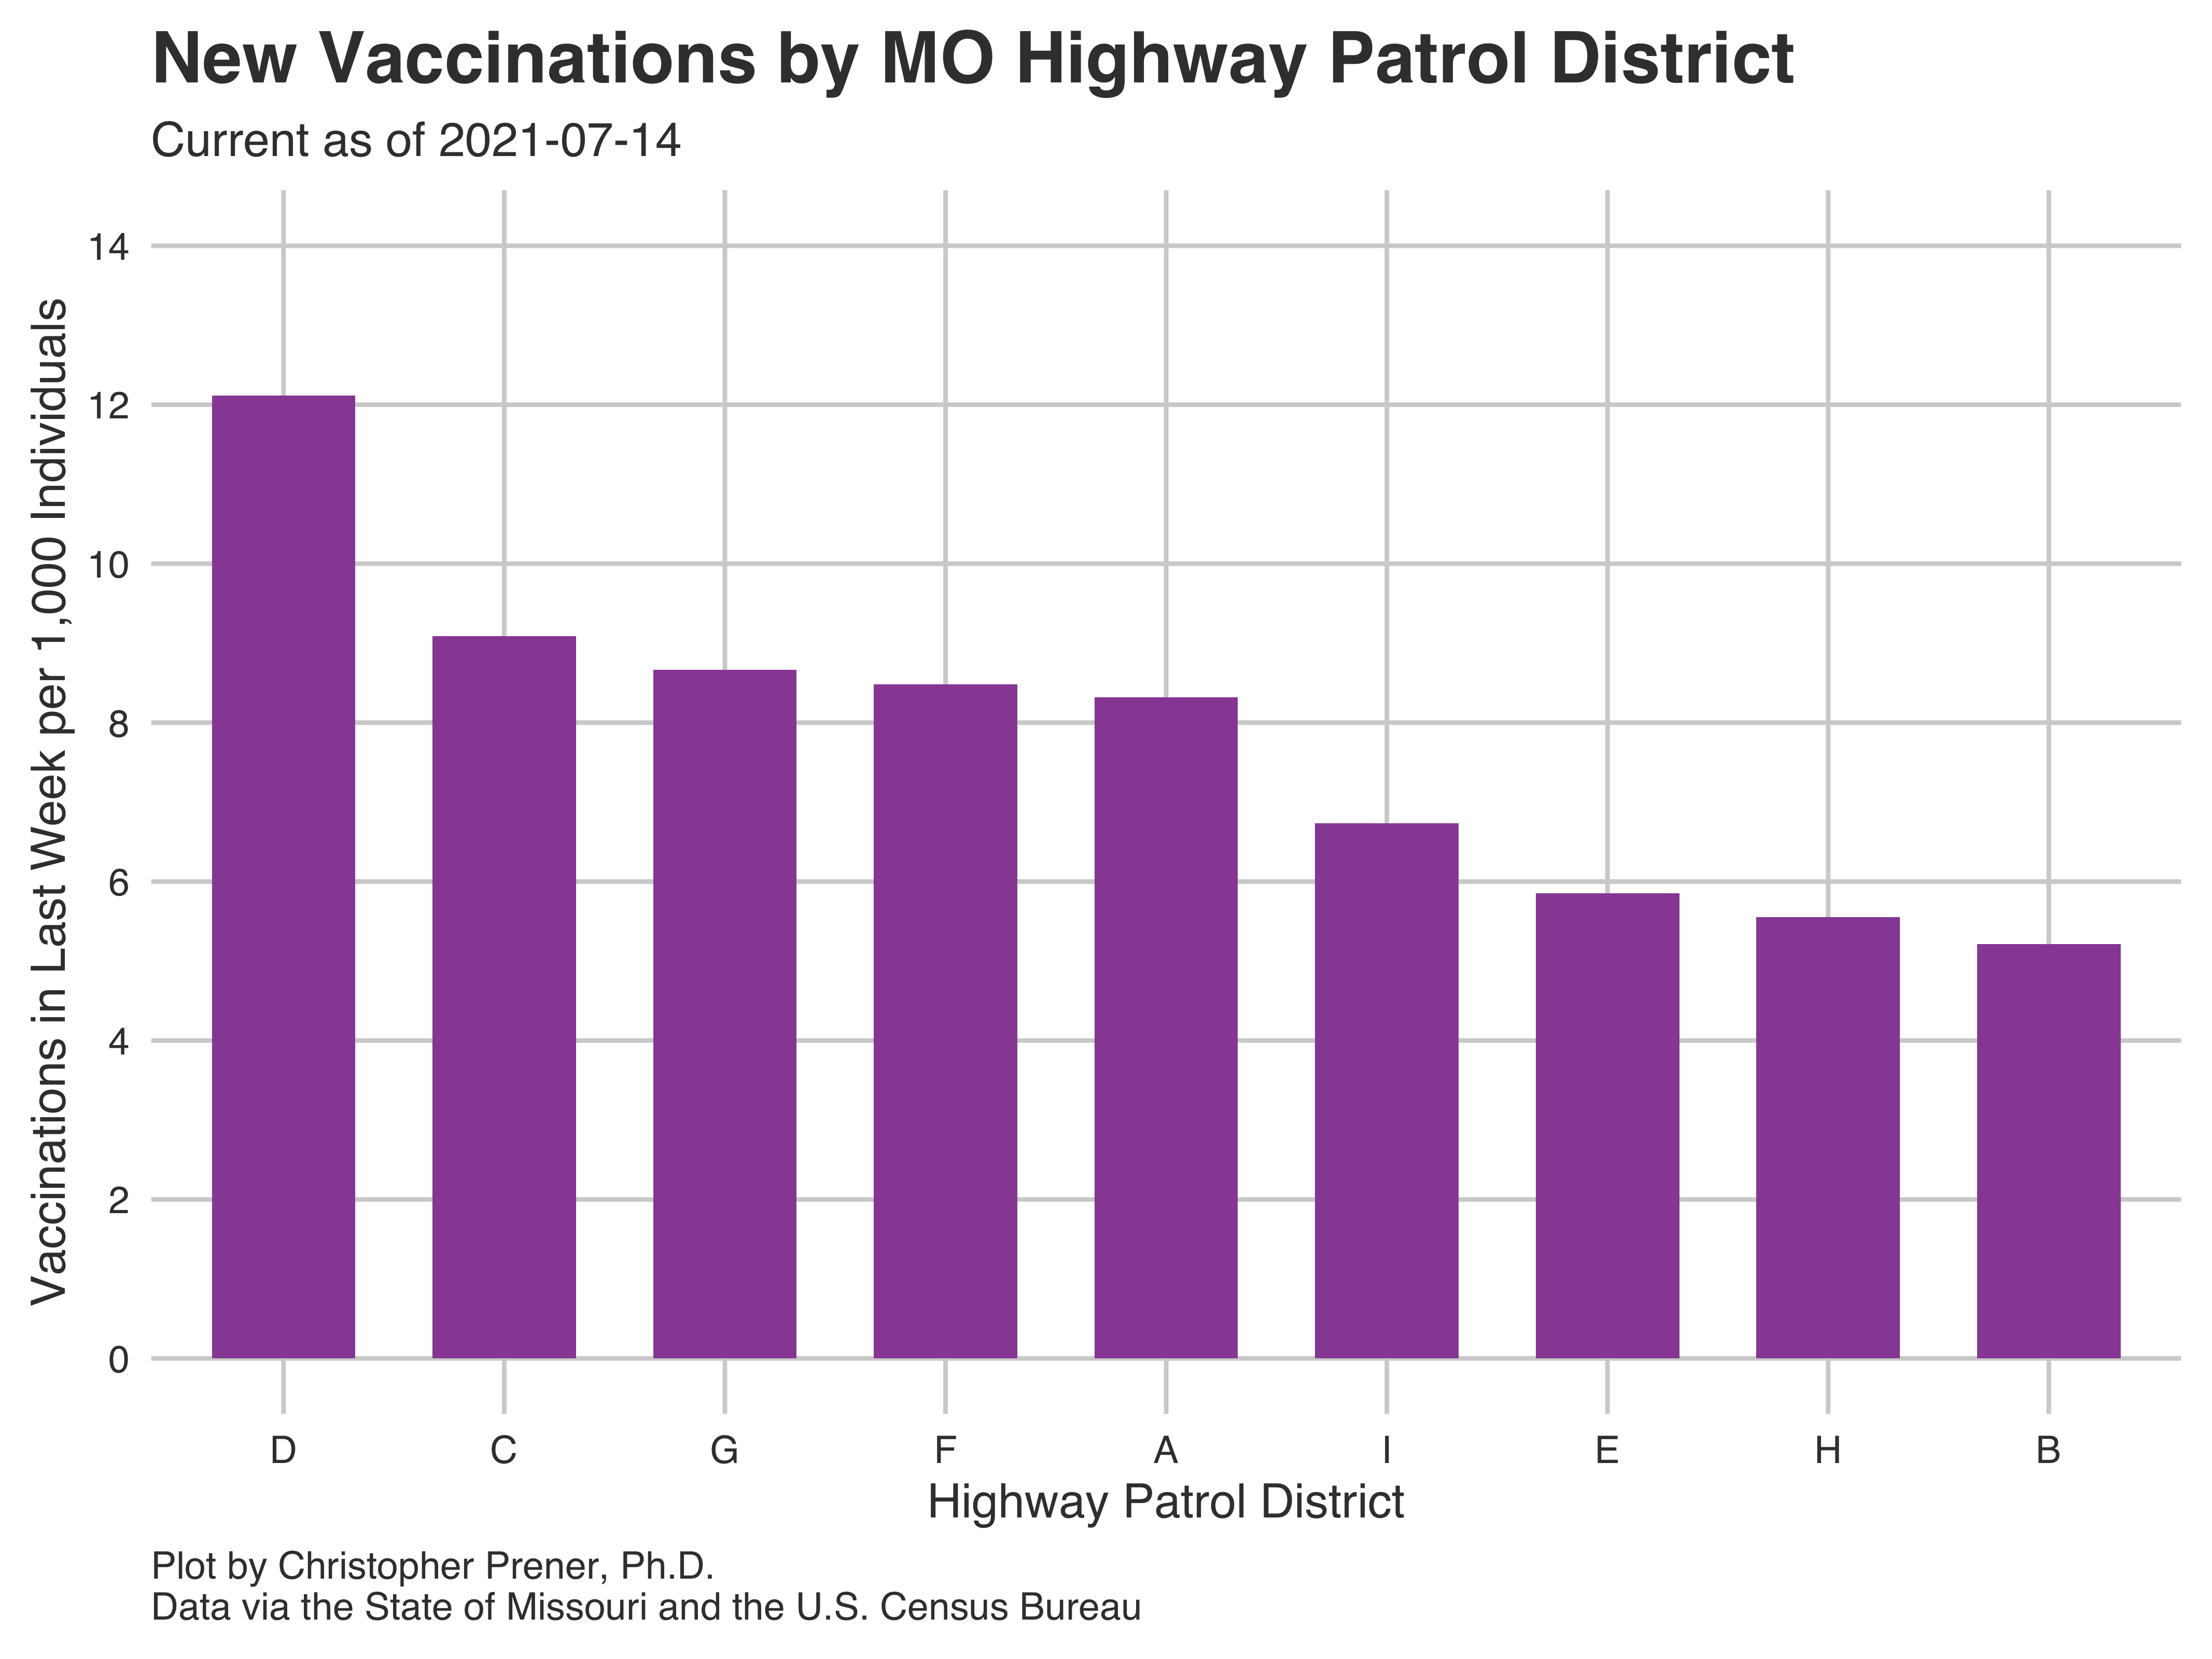 New Vaccinations by MO Highway Patrol District
Current as of 2021-07-14
Vaccinations in Last Week per 1,000 Individuals
14
12
10
8
6
4
2
0
D C G F A I E H B
Highway Patrol District
Plot by Christopher Prener, Ph.D.
Data via the State of Missouri and the U.S. Census Bureau